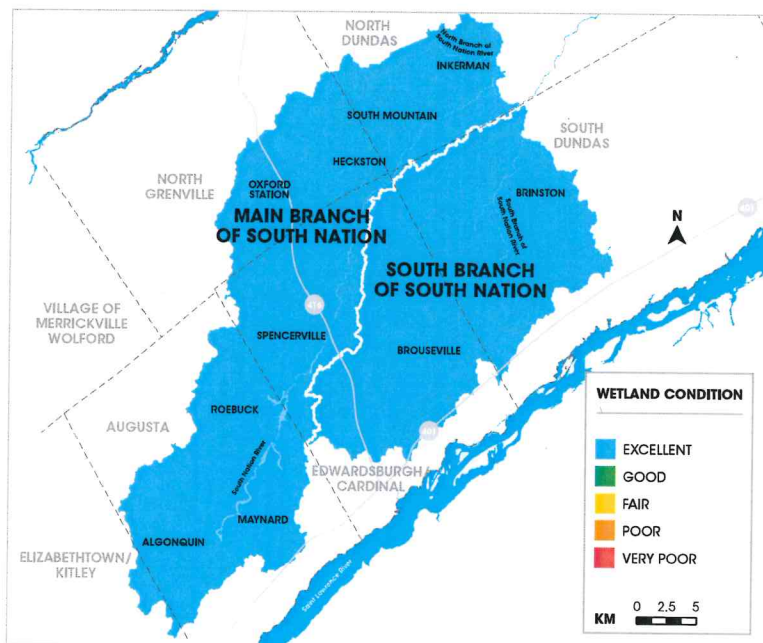 NORTH
DUNDAS
North Branch of
South Nation River
INKERMAN
SOUTH MOUNTAIN
SOUTH
DUNDAS
HECKSTON
NORTH
GRENVILLE
OXFORD
STATION
BRINSTON
South Branch of
South Nation River
MAIN BRANCH
OF SOUTH NATION
401
N
SOUTH BRANCH
OF SOUTH NATION
416
VILLAGE OF
MERRICKVILLE
WOLFORD
SPENCERVILLE
BROUSEVILLE
ROEBUCK
AUGUSTA
401
South Nation River
EDWARDSBURGH/
CARDINAL
MAYNARD
ALGONQUIN
ELIZABETHTOWN/
KITLEY
Saint Lawrence River
WETLAND CONDITION
EXCELLENT
GOOD
FAIR
POOR
VERY POOR
KM 0 2.5 5